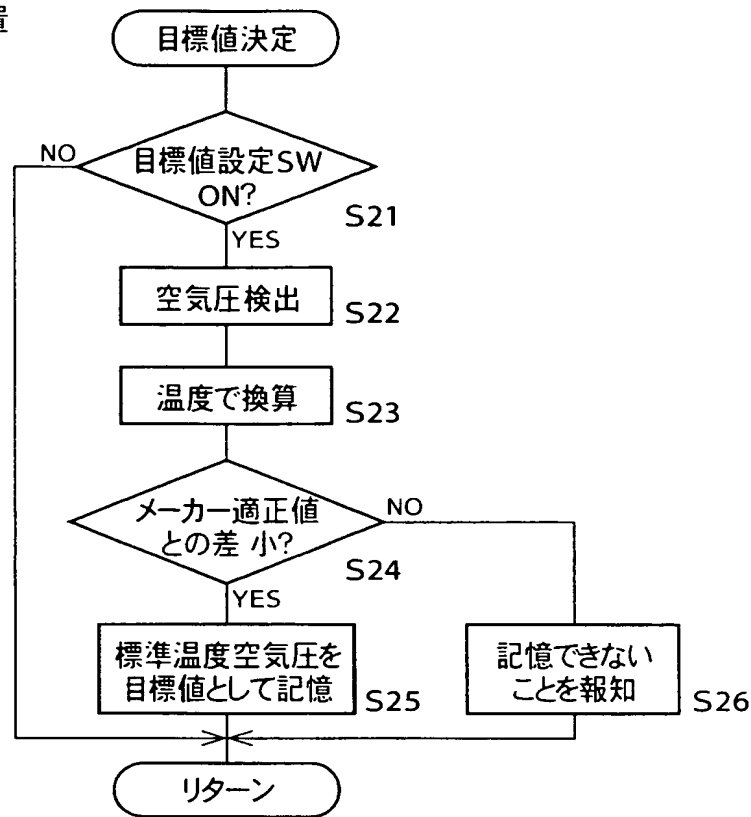 置
目標値決定
目標値設定SW
ON?
NO
S21
YES
空気圧検出
S22
温度で換算
S23
メーカー適正値
との差 小?
NO
S24
YES
標準温度空気圧を
目標値として記憶
S25
記憶できない
ことを報知
S26
リターン